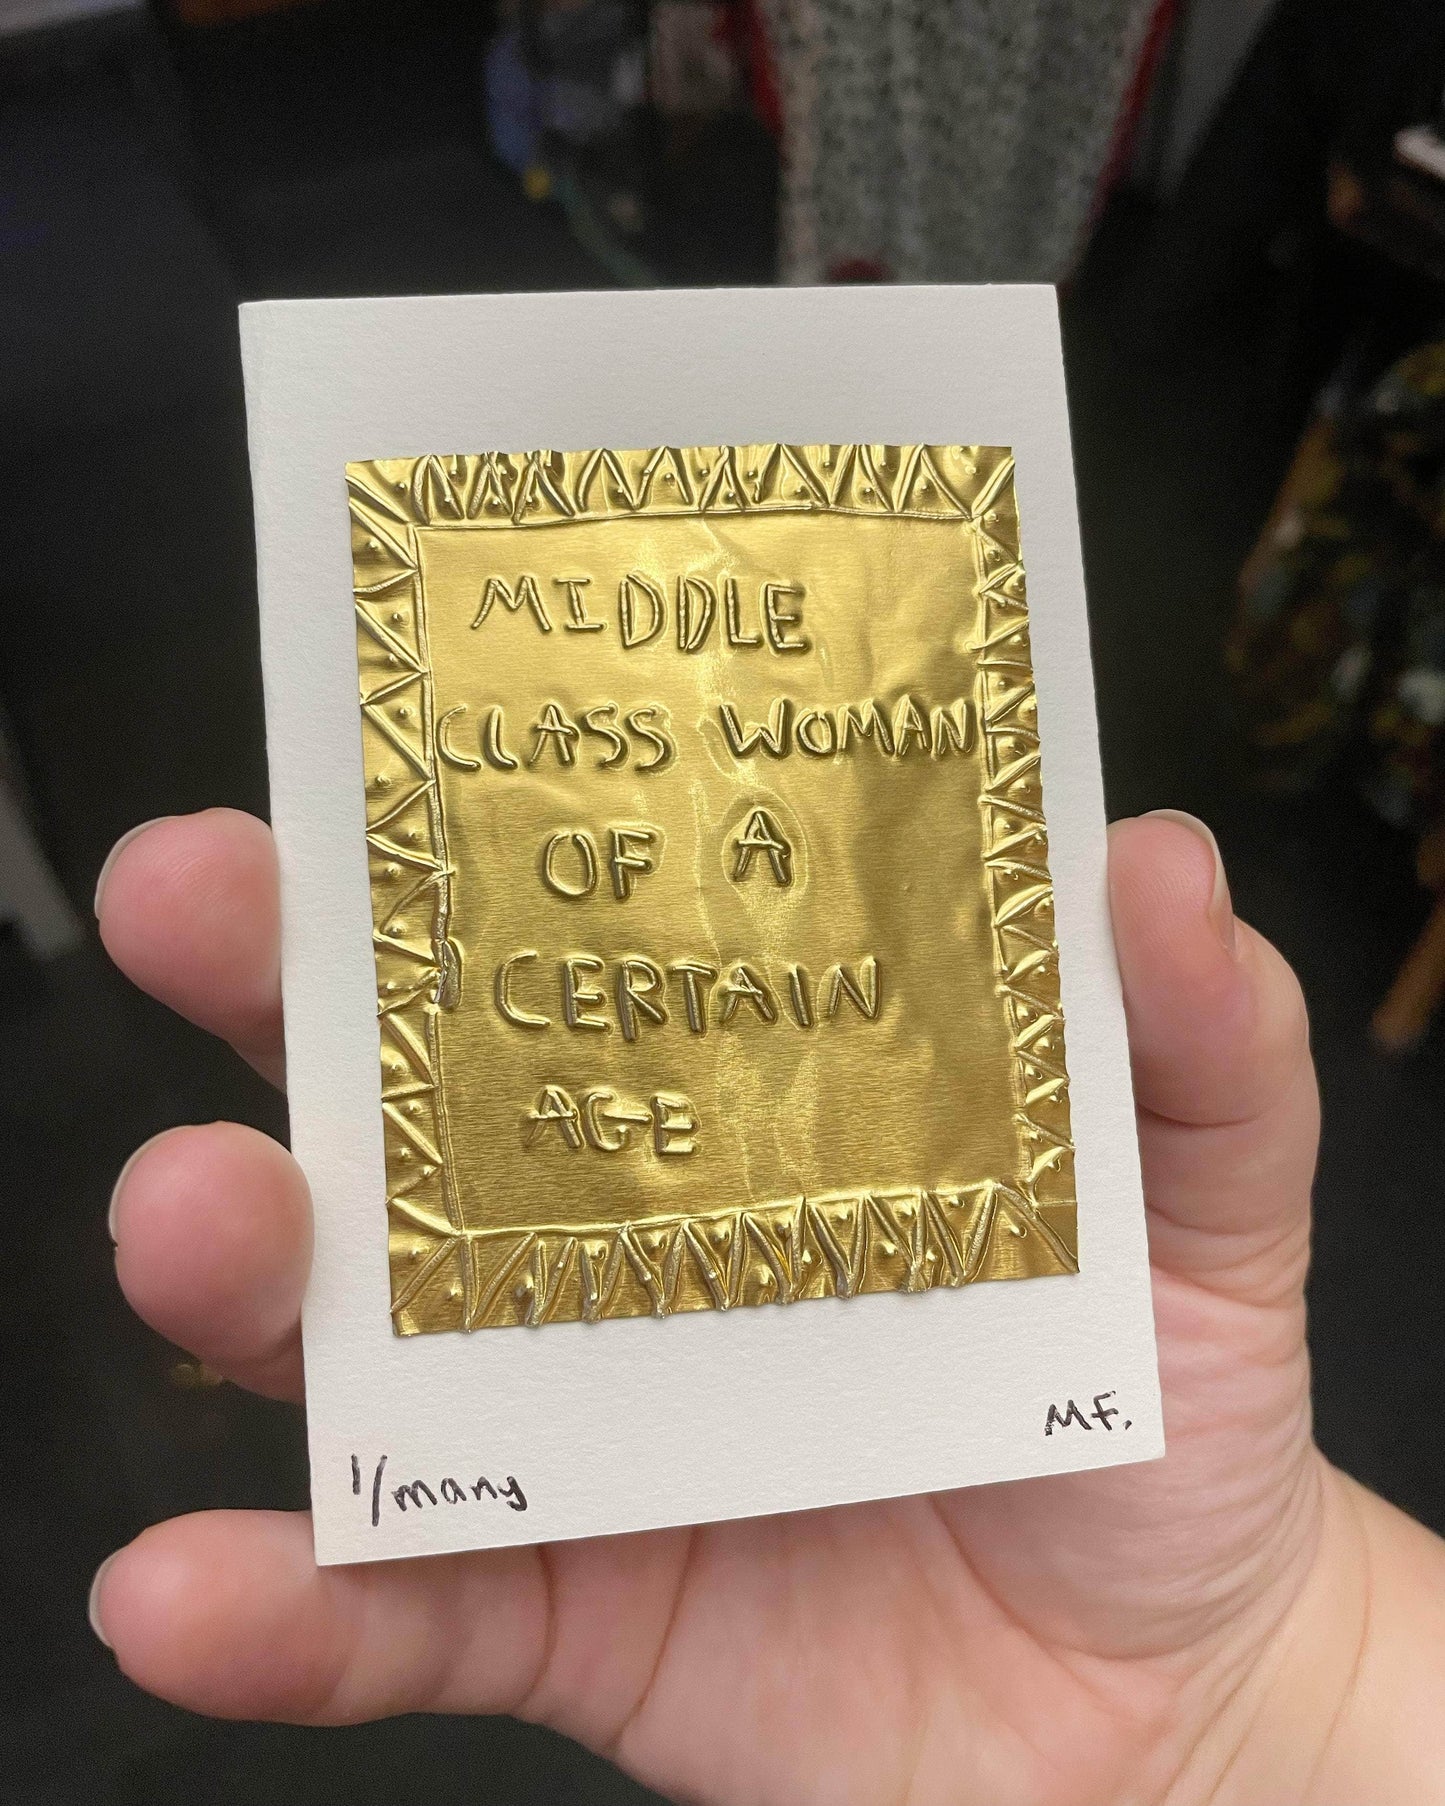 MIDDLE
CLASS WOMAN
OF A
CERTAIN
AGE
MF.
1/many